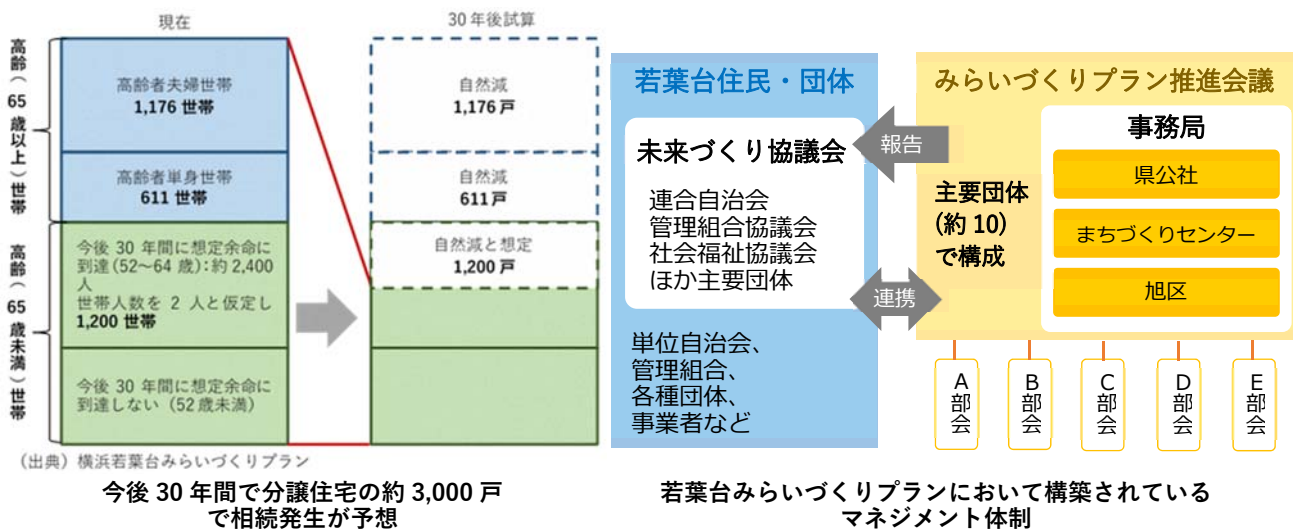 現在
30年後試算
高齢（65歳以上）世帯
高齢者夫婦世帯
1,176 世帯
高齢者単身世帯
611 世帯
高齢（65歳未満）世帯
今後 30 年間に想定余命に
到達（52～64 歳）：約 2,400
人
世帯人数を 2 人と仮定し
1,200 世帯
今後 30 年間に想定余命に
到達しない（52歳未満）
自然減
1,176 戸
自然減
611戸
自然減と想定
1,200 戸
（出典）横浜若葉台みらいづくりプラン
今後 30 年間で分譲住宅の約 3,000 戸
で相続発生が予想
若葉台住民・団体
未来づくり協議会
連合自治会
管理組合協議会
社会福祉協議会
ほか主要団体
単位自治会、
管理組合、
各種団体、
事業者など
報告
連携
みらいづくりプラン推進会議
主要団体
(約 10)
で構成
事務局
県公社
まちづくりセンター
旭区
A部会
B部会
C部会
D部会
E部会
若葉台みらいづくりプランにおいて構築されている
マネジメント体制